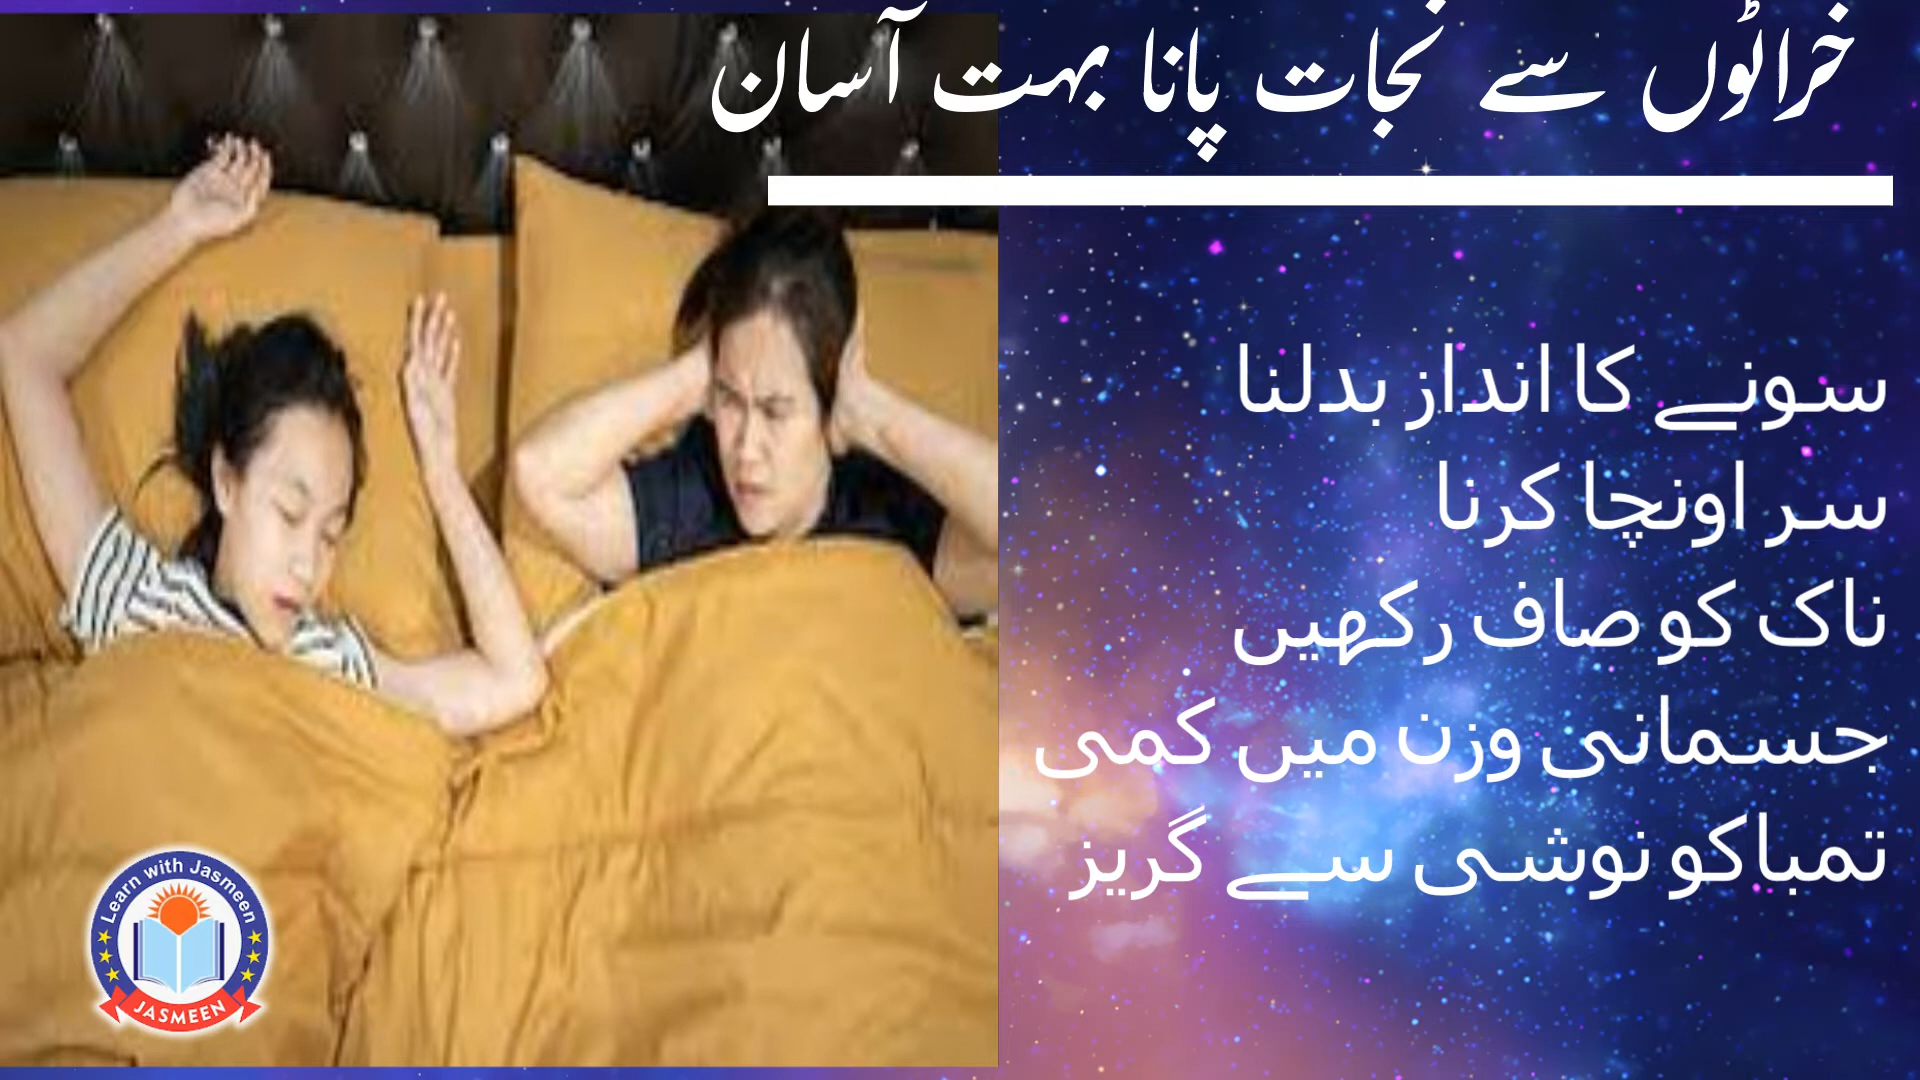 خراٹوں سے نجات پانا بہت آسان
سونے کا انداز بدلنا
سر اونچا کرنا
ناک کو صاف رکھیں
جسمانی وزن میں کمی
تمباکو نوشی سے گریز
Learn with Jasmeen
JASMEEN